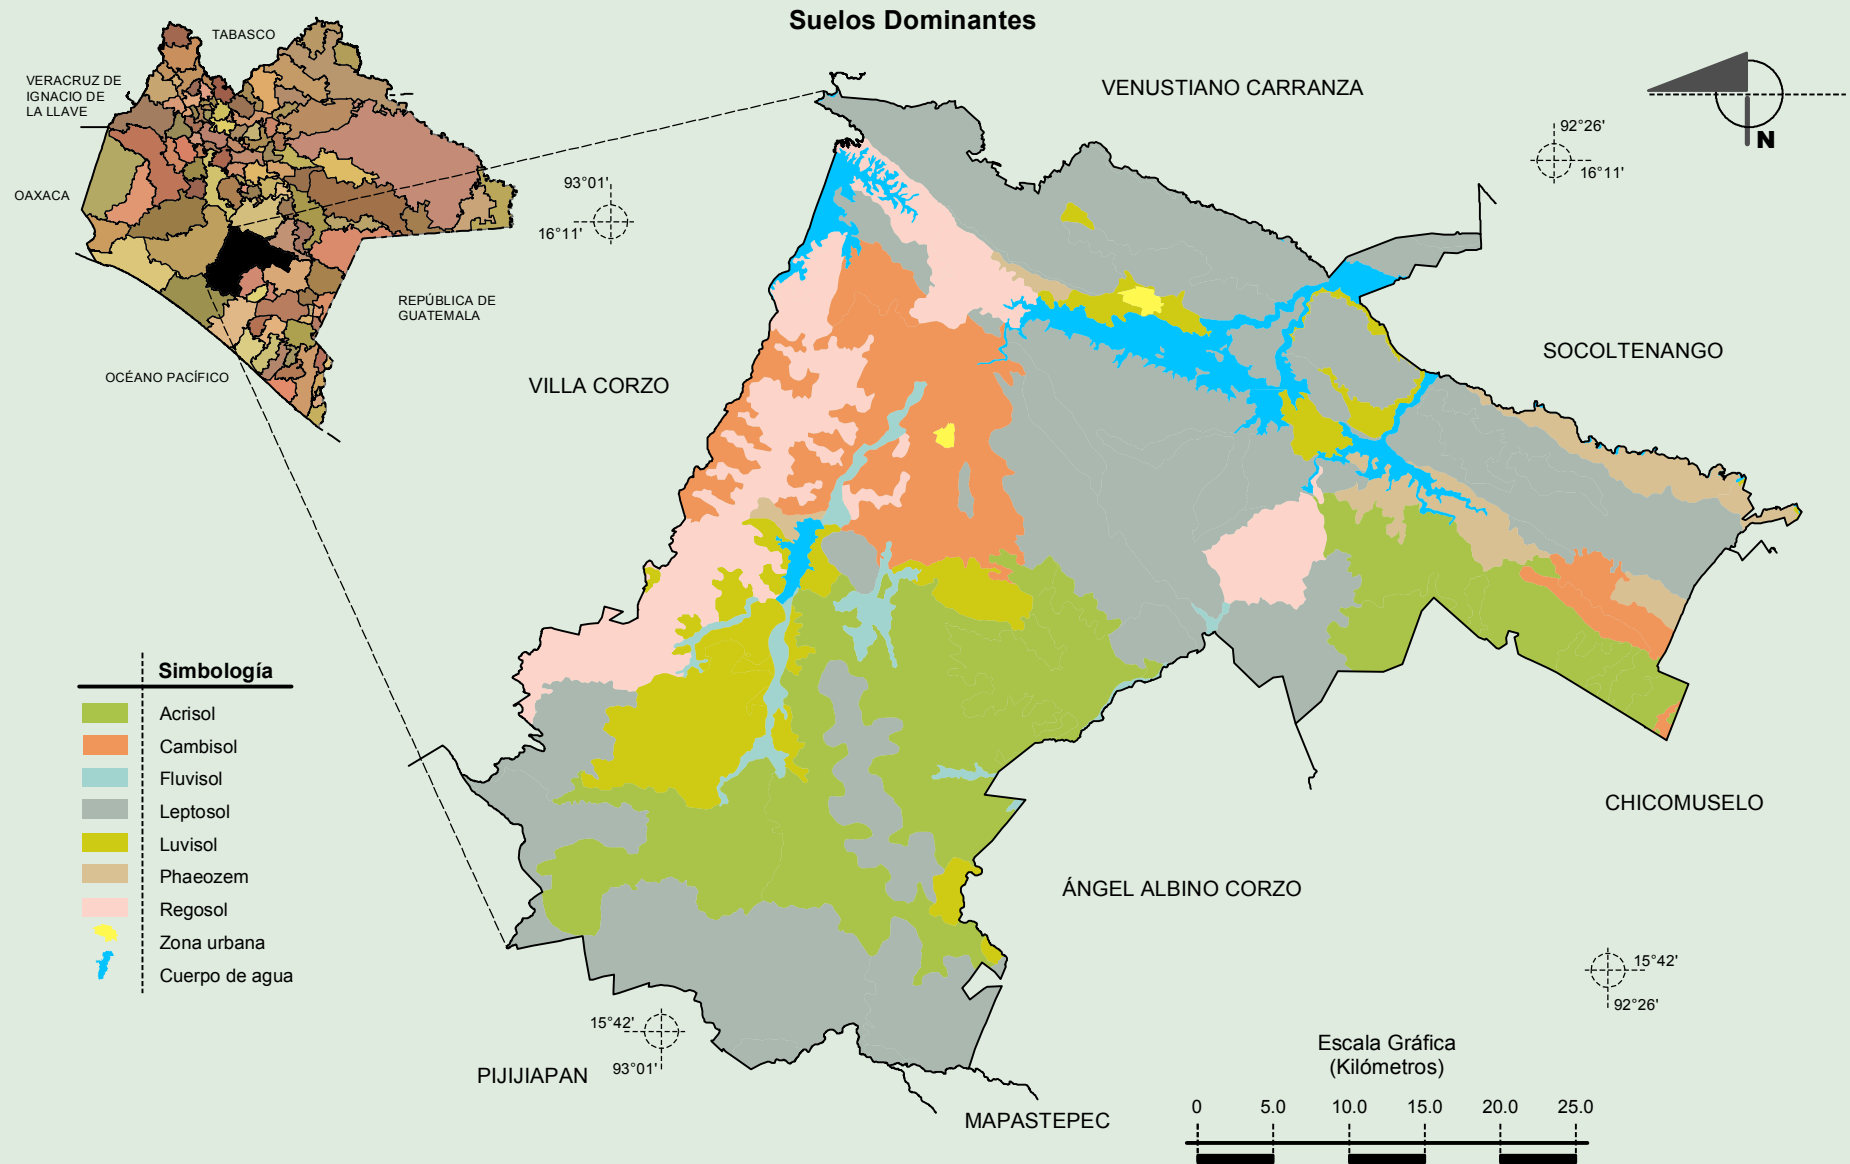 Suelos Dominantes
TABASCO
VERACRUZ DE
IGNACIO DE
LA LLAVE
OAXACA
REPÚBLICA DE
GUATEMALA
OCÉANO PACÍFICO
VENUSTIANO CARRANZA
92°26'
16°11'
N
93°01'
16°11'
VILLA CORZO
SOCOLTENANGO
CHICOMUSELO
ÁNGEL ALBINO CORZO
15°42'
92°26'
15°42'
93°01'
PIJIJIAPAN
MAPASTEPEC
Simbología
Acrisol
Cambisol
Fluvisol
Leptosol
Luvisol
Phaeozem
Regosol
Zona urbana
Cuerpo de agua
Escala Gráfica
(Kilómetros)
0 5.0 10.0 15.0 20.0 25.0